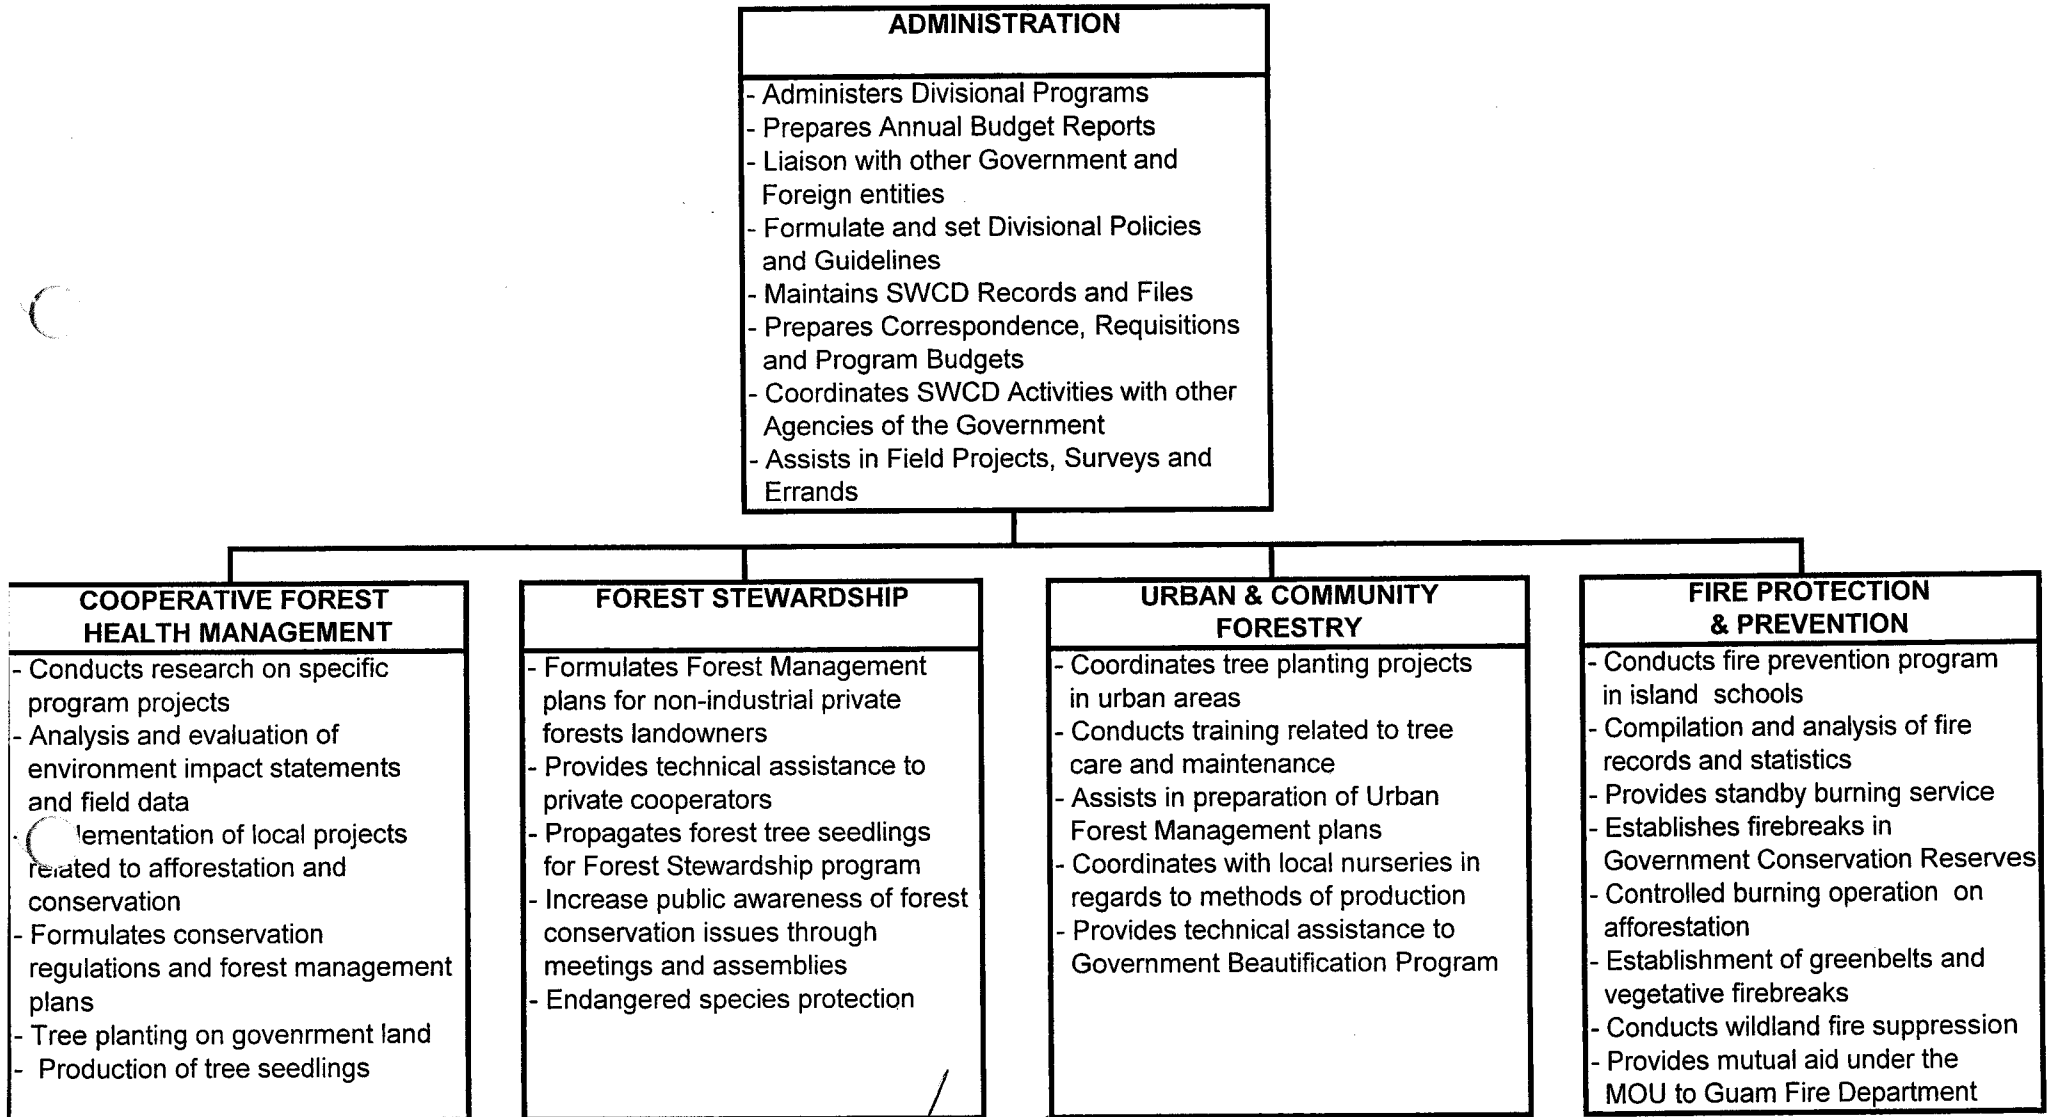 ADMINISTRATION
- Administers Divisional Programs
- Prepares Annual Budget Reports
- Liaison with other Government and
Foreign entities
- Formulate and set Divisional Policies
and Guidelines
- Maintains SWCD Records and Files
- Prepares Correspondence, Requisitions
and Program Budgets
- Coordinates SWCD Activities with other
Agencies of the Government
- Assists in Field Projects, Surveys and
Errands
COOPERATIVE FOREST
HEALTH MANAGEMENT
- Conducts research on specific
program projects
- Analysis and evaluation of
environment impact statements
and field data
- lementation of local projects
related to afforestation and
conservation
- Formulates conservation
regulations and forest management
plans
- Tree planting on govenrment land
- Production of tree seedlings
FOREST STEWARDSHIP
- Formulates Forest Management
plans for non-industrial private
forests landowners
- Provides technical assistance to
private cooperators
- Propagates forest tree seedlings
for Forest Stewardship program
- Increase public awareness of forest
conservation issues through
meetings and assemblies
- Endangered species protection
URBAN & COMMUNITY
FORESTRY
- Coordinates tree planting projects
in urban areas
- Conducts training related to tree
care and maintenance
- Assists in preparation of Urban
Forest Management plans
- Coordinates with local nurseries in
regards to methods of production
- Provides technical assistance to
Government Beautification Program
FIRE PROTECTION
& PREVENTION
- Conducts fire prevention program
in island schools
- Compilation and analysis of fire
records and statistics
- Provides standby burning service
- Establishes firebreaks in
Government Conservation Reserves
- Controlled burning operation on
afforestation
- Establishment of greenbelts and
vegetative firebreaks
- Conducts wildland fire suppression
- Provides mutual aid under the
MOU to Guam Fire Department